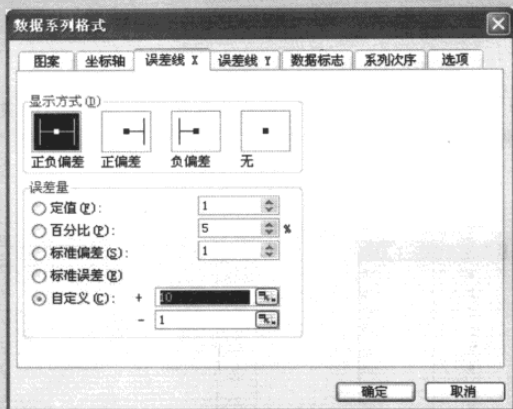 数据系列格式
图案 坐标轴 误差线 X 误差线 Y 数据标志 系列次序 选项
显示方式(D)
正负偏差 正偏差 负偏差 无
误差量
定值(F): 1
百分比(P): 5 %
标准偏差(S): 1
标准误差(E)
自定义(C): + 10
- 1
确定 取消